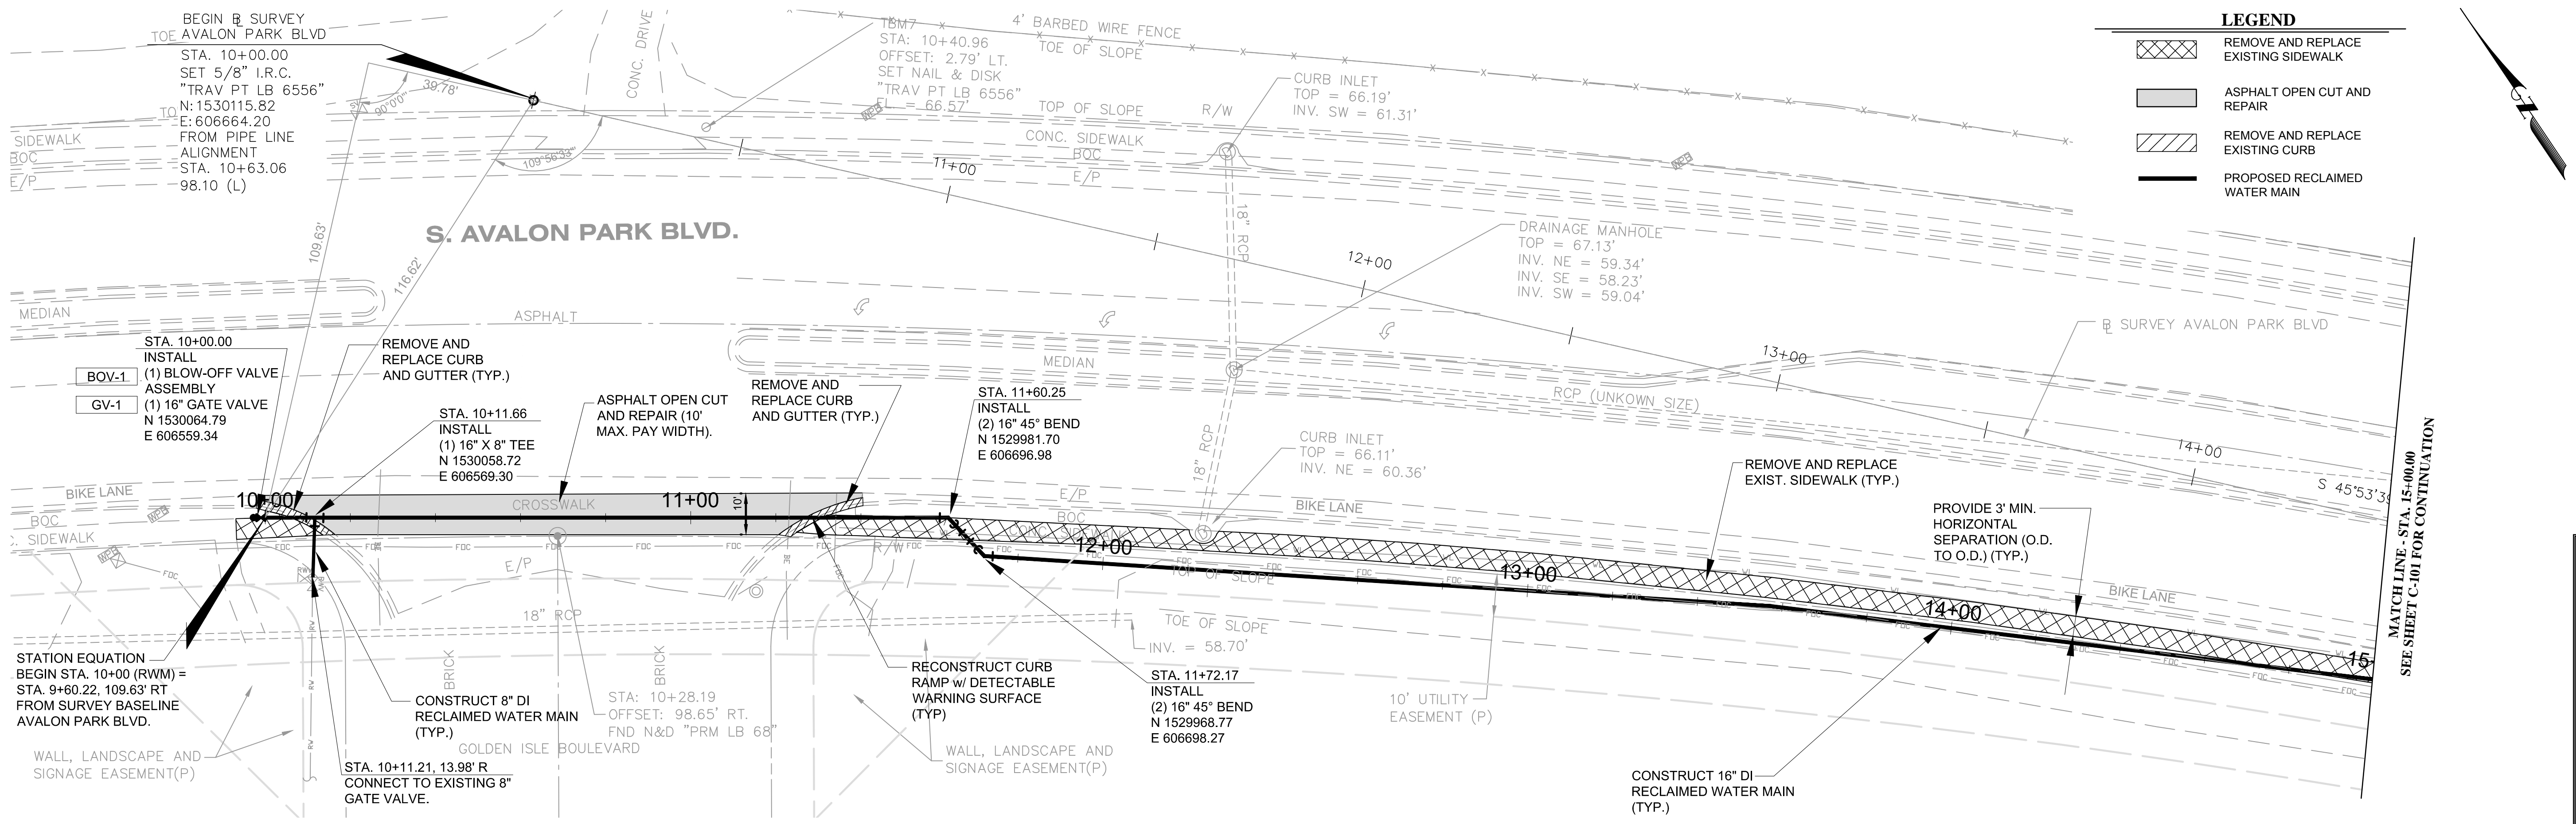 BEGIN B SURVEY
AVALON PARK BLVD
TOE
STA. 10+00.00
SET 5/8" I.R.C.
"TRAV PT LB 6556"
N: 1530115.82
E: 606664.20
FROM PIPE LINE
ALIGNMENT
STA. 10+63.06
98.10 (L)
TO
SIDEWALK
BOC
E/P
39.78'
90°0'0"
109°56'33"
109.63'
116.62'
CONC. DRIVE
TBM7
STA: 10+40.96
OFFSET: 2.79' LT.
SET NAIL & DISK
"TRAV PT LB 6556"
EL = 66.57'
4' BARBED WIRE FENCE
TOE OF SLOPE
TOP OF SLOPE
R/W
CONC. SIDEWALK
BOC
E/P
CURB INLET
TOP = 66.19'
INV. SW = 61.31'
11+00
12+00
13+00
14+00
18" RCP
DRAINAGE MANHOLE
TOP = 67.13'
INV. NE = 59.34'
INV. SE = 58.23'
INV. SW = 59.04'
LEGEND
REMOVE AND REPLACE
EXISTING SIDEWALK
ASPHALT OPEN CUT AND
REPAIR
REMOVE AND REPLACE
EXISTING CURB
PROPOSED RECLAIMED
WATER MAIN
S. AVALON PARK BLVD.
MEDIAN
ASPHALT
MEDIAN
RCP (UNKOWN SIZE)
B SURVEY AVALON PARK BLVD
STA. 10+00.00
INSTALL
BOV-1
(1) BLOW-OFF VALVE
ASSEMBLY
GV-1
(1) 16" GATE VALVE
N 1530064.79
E 606559.34
REMOVE AND
REPLACE CURB
AND GUTTER (TYP.)
STA. 10+11.66
INSTALL
(1) 16" X 8" TEE
N 1530058.72
E 606569.30
ASPHALT OPEN CUT
AND REPAIR (10'
MAX. PAY WIDTH).
REMOVE AND
REPLACE CURB
AND GUTTER (TYP.)
STA. 11+60.25
INSTALL
(2) 16" 45° BEND
N 1529981.70
E 606696.98
18" RCP
CURB INLET
TOP = 66.11'
INV. NE = 60.36'
REMOVE AND REPLACE
EXIST. SIDEWALK (TYP.)
PROVIDE 3' MIN.
HORIZONTAL
SEPARATION (O.D.
TO O.D.) (TYP.)
S 45°53'39
MATCH LINE - STA. 15+00.00
SEE SHEET C-101 FOR CONTINUATION
BIKE LANE
BOC
SIDEWALK
10+00
CROSSWALK
11+00
10'
E/P
BOC
BIKE LANE
12+00
13+00
14+00
15
BIKE LANE
FOC
R/W
E/P
TOP OF SLOPE
TOE OF SLOPE
18" RCP
INV. = 58.70'
STATION EQUATION
BEGIN STA. 10+00 (RWM) =
STA. 9+60.22, 109.63' RT
FROM SURVEY BASELINE
AVALON PARK BLVD.
WALL, LANDSCAPE AND
SIGNAGE EASEMENT(P)
RW
BRICK
BRICK
CONSTRUCT 8" DI
RECLAIMED WATER MAIN
(TYP.)
STA: 10+28.19
OFFSET: 98.65' RT.
FND N&D "PRM LB 68"
GOLDEN ISLE BOULEVARD
STA. 10+11.21, 13.98' R
CONNECT TO EXISTING 8"
GATE VALVE.
RECONSTRUCT CURB
RAMP w/ DETECTABLE
WARNING SURFACE
(TYP)
WALL, LANDSCAPE AND
SIGNAGE EASEMENT(P)
STA. 11+72.17
INSTALL
(2) 16" 45° BEND
N 1529968.77
E 606698.27
10' UTILITY
EASEMENT (P)
CONSTRUCT 16" DI
RECLAIMED WATER MAIN
(TYP.)